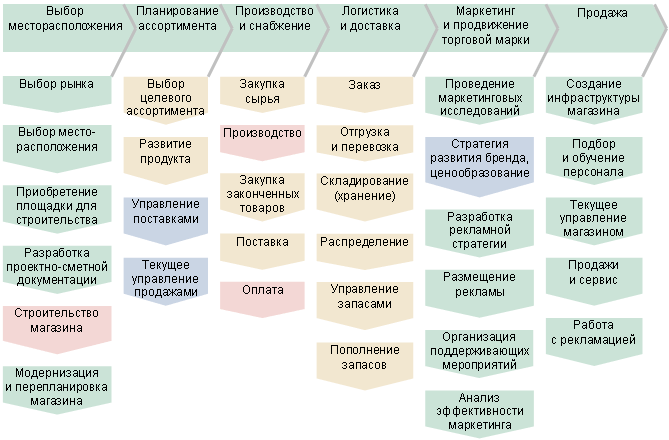 Выбор
месторасположения
Планирование
ассортимента
Производство
и снабжение
Логистика
и доставка
Маркетинг
и продвижение
торговой марки
Продажа
Выбор рынка
Выбор место-
расположения
Приобретение
площадки для
строительства
Разработка
проектно-сметной
документации
Строительство
магазина
Модернизация
и перепланировка
магазина
Выбор
целевого
ассортимента
Развитие
продукта
Управление
поставками
Текущее
управление
продажами
Закупка
сырья
Производство
Закупка
законченных
товаров
Поставка
Оплата
Заказ
Отгрузка
и перевозка
Складирование
(хранение)
Распределение
Управление
запасами
Пополнение
запасов
Проведение
маркетинговых
исследований
Стратегия
развития бренда,
ценообразование
Разработка
рекламной
стратегии
Размещение
рекламы
Организация
поддерживающих
мероприятий
Анализ
эффективности
маркетинга
Создание
инфраструктуры
магазина
Подбор
и обучение
персонала
Текущее
управление
магазином
Продажи
и сервис
Работа
с рекламацией